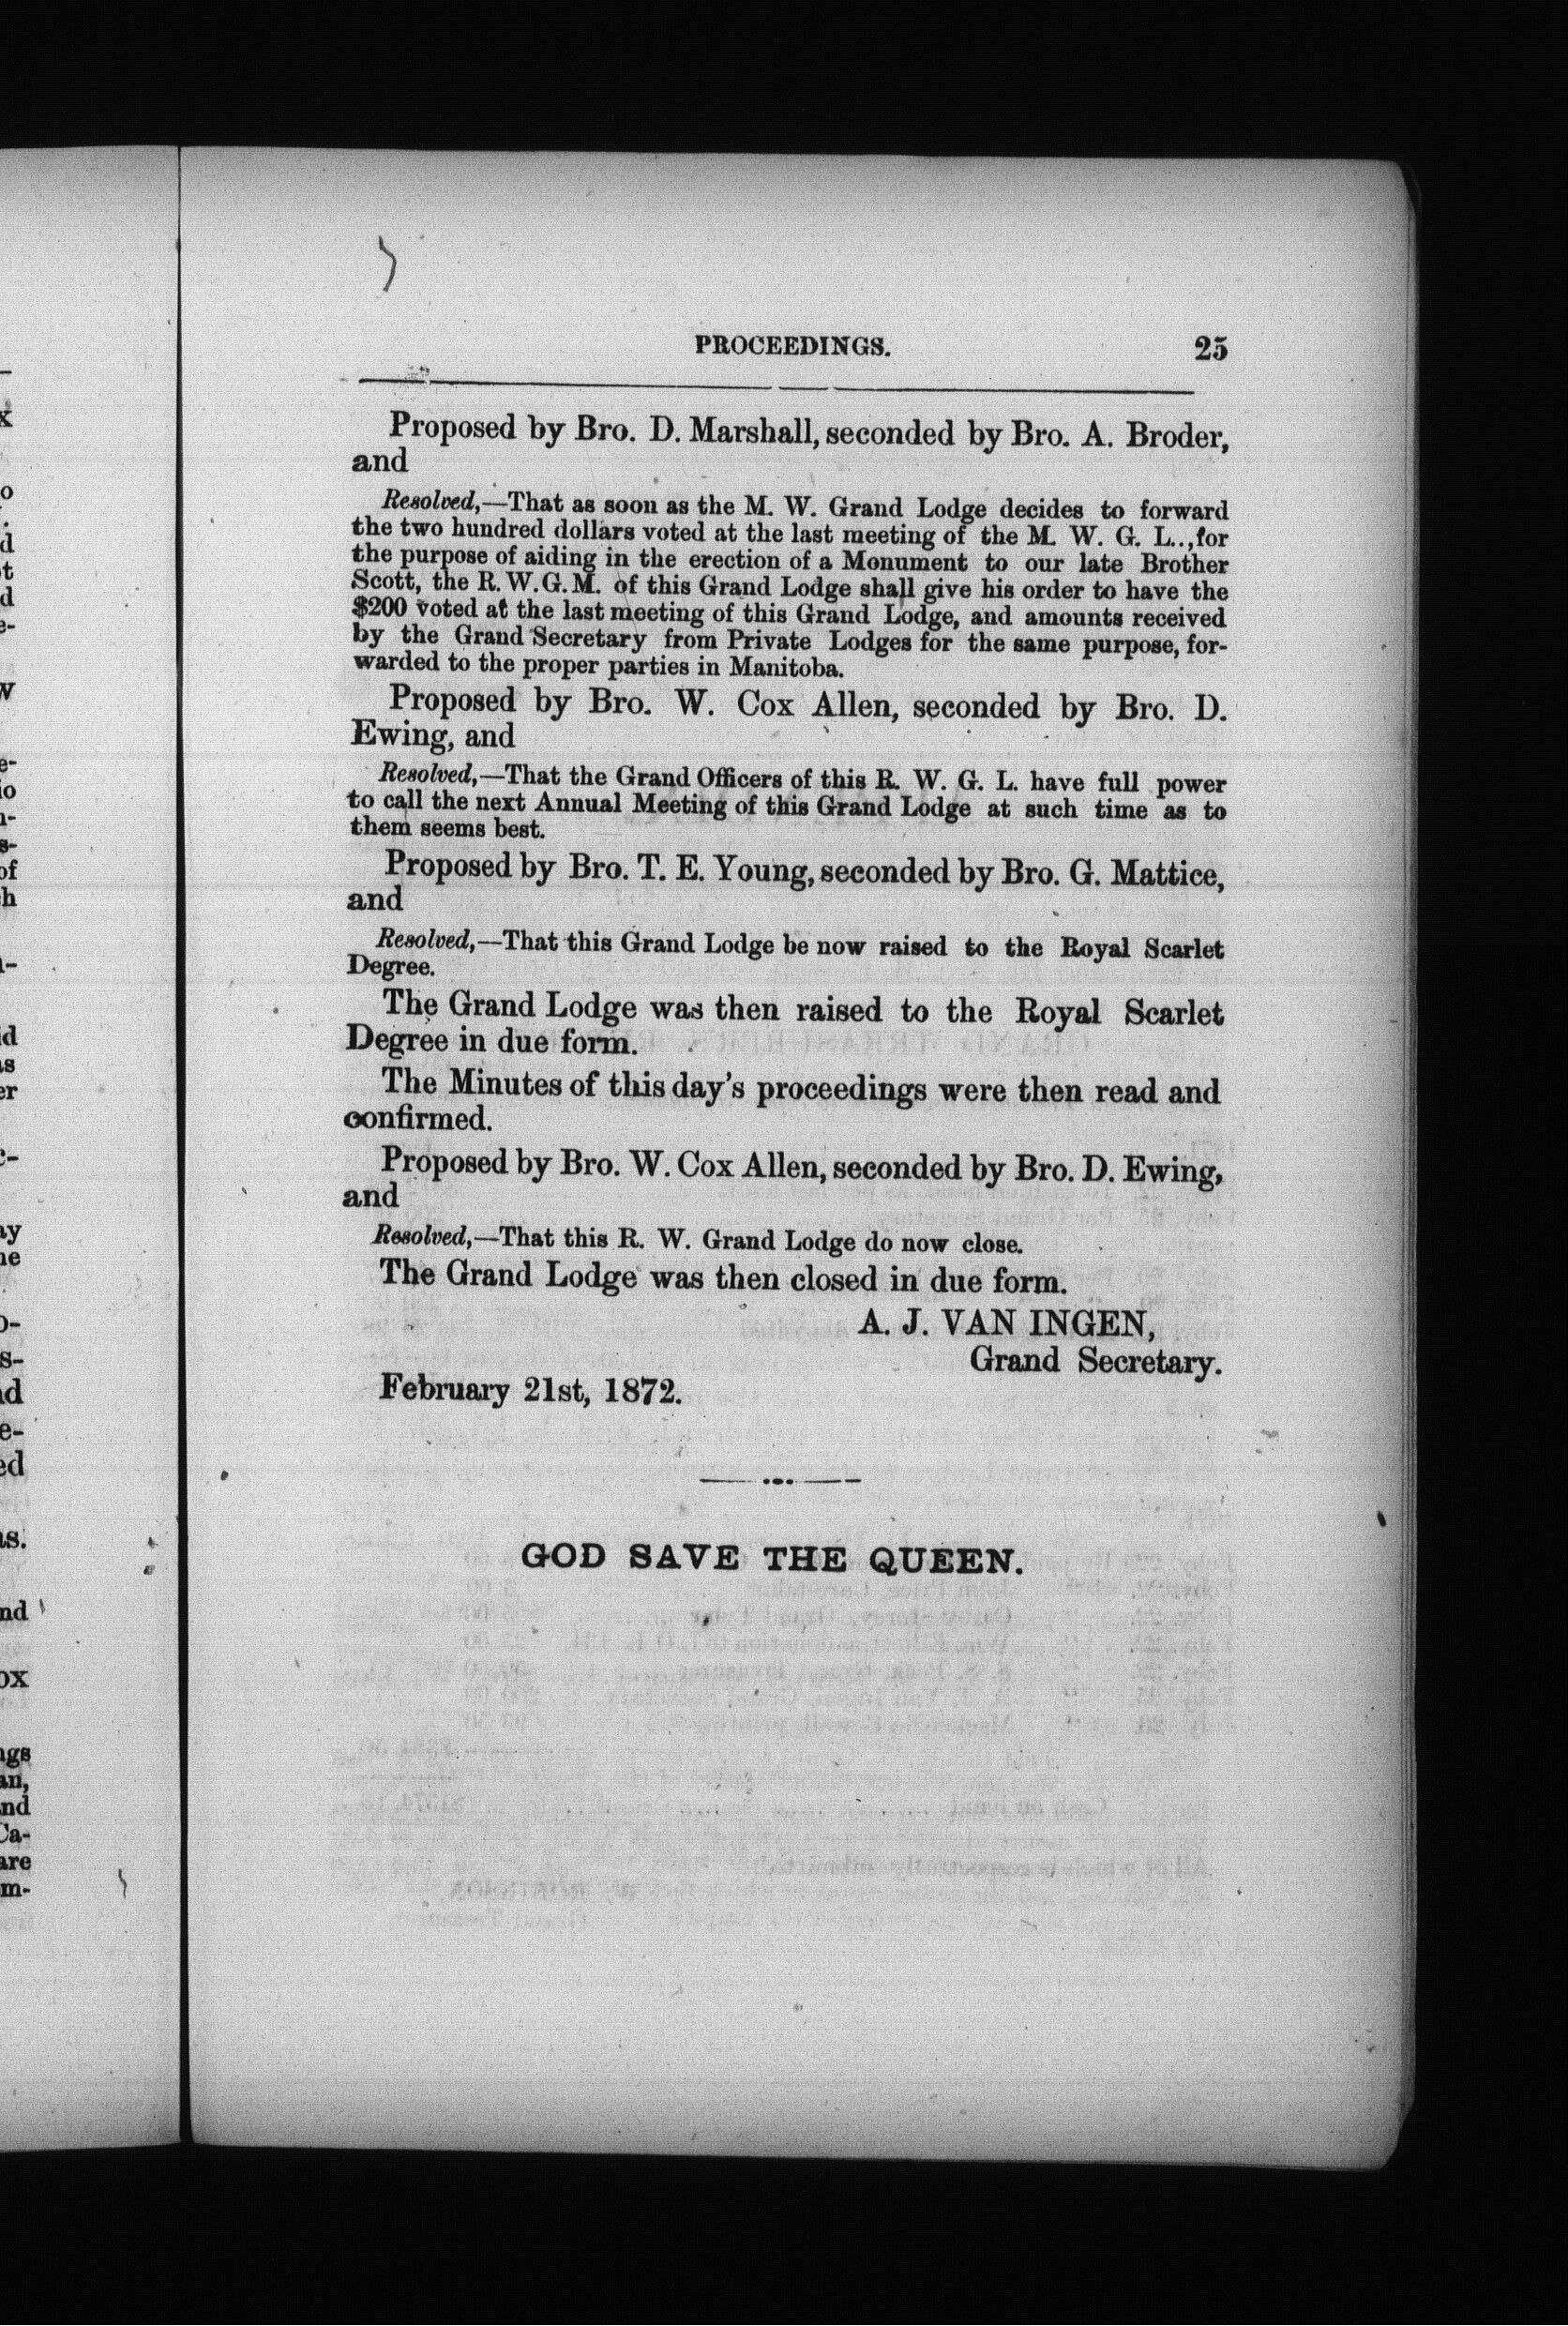 PROCEEDINGS. 25
Proposed by Bro. D. Marshall, seconded by Bro. A. Broder,
and
Resolved,—That as soon as the M. W. Grand Lodge decides to forward
the two hundred dollars voted at the last meeting of the M. W. G. L..,for
the purpose of aiding in the erection of a Monument to our late Brother
Scott, the R. W. G. M. of this Grand Lodge shall give his order to have the
$200 voted at the last meeting of this Grand Lodge, and amounts received
by the Grand Secretary from Private Lodges for the same purpose, for-
warded to the proper parties in Manitoba.
Proposed by Bro. W. Cox Allen, seconded by Bro. D.
Ewing, and
Resolved,—That the Grand Officers of this R. W. G. L. have full power
to call the next Annual Meeting of this Grand Lodge at such time as to
them seems best.
Proposed by Bro. T. E. Young, seconded by Bro. G. Mattice,
and
Resolved,—That this Grand Lodge be now raised to the Royal Scarlet
Degree.
The Grand Lodge was then raised to the Royal Scarlet
Degree in due form.
The Minutes of this day's proceedings were then read and
confirmed.
Proposed by Bro. W. Cox Allen, seconded by Bro. D. Ewing,
and
Resolved,—That this R. W. Grand Lodge do now close.
The Grand Lodge was then closed in due form.
A. J. VAN INGEN,
Grand Secretary.
February 21st, 1872.
GOD SAVE THE QUEEN.